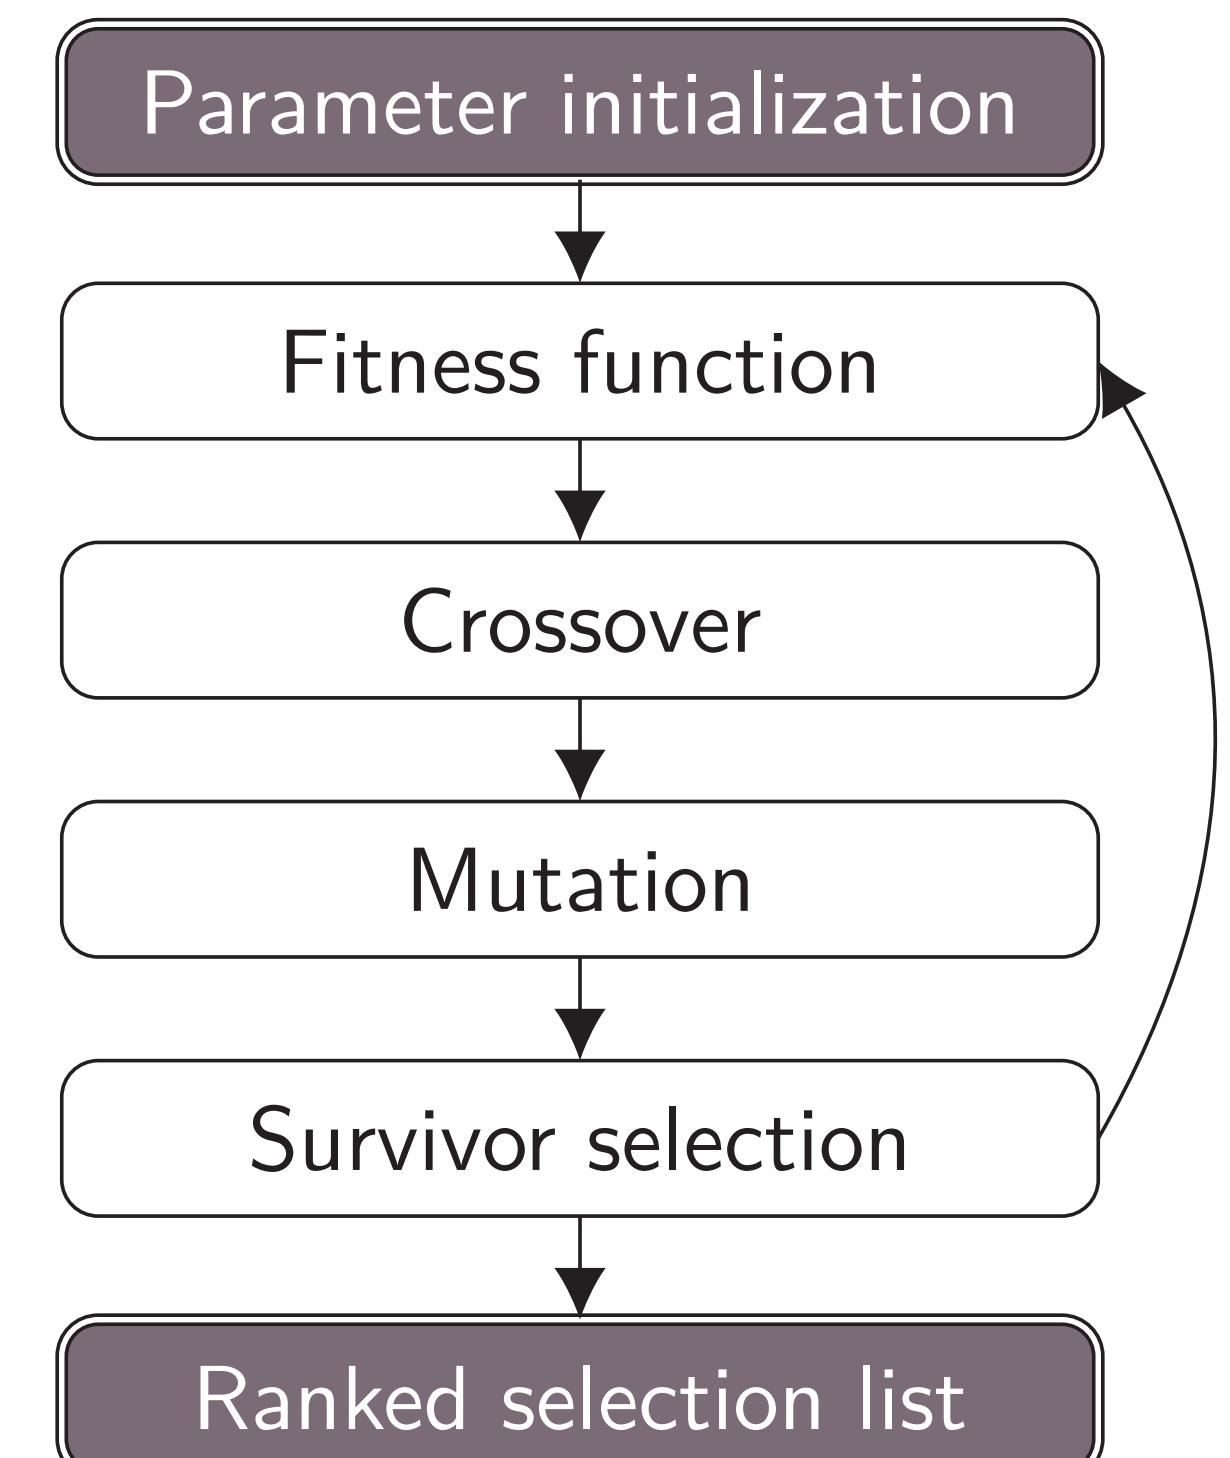 Parameter initialization
Fitness function
Crossover
Mutation
Survivor selection
Ranked selection list